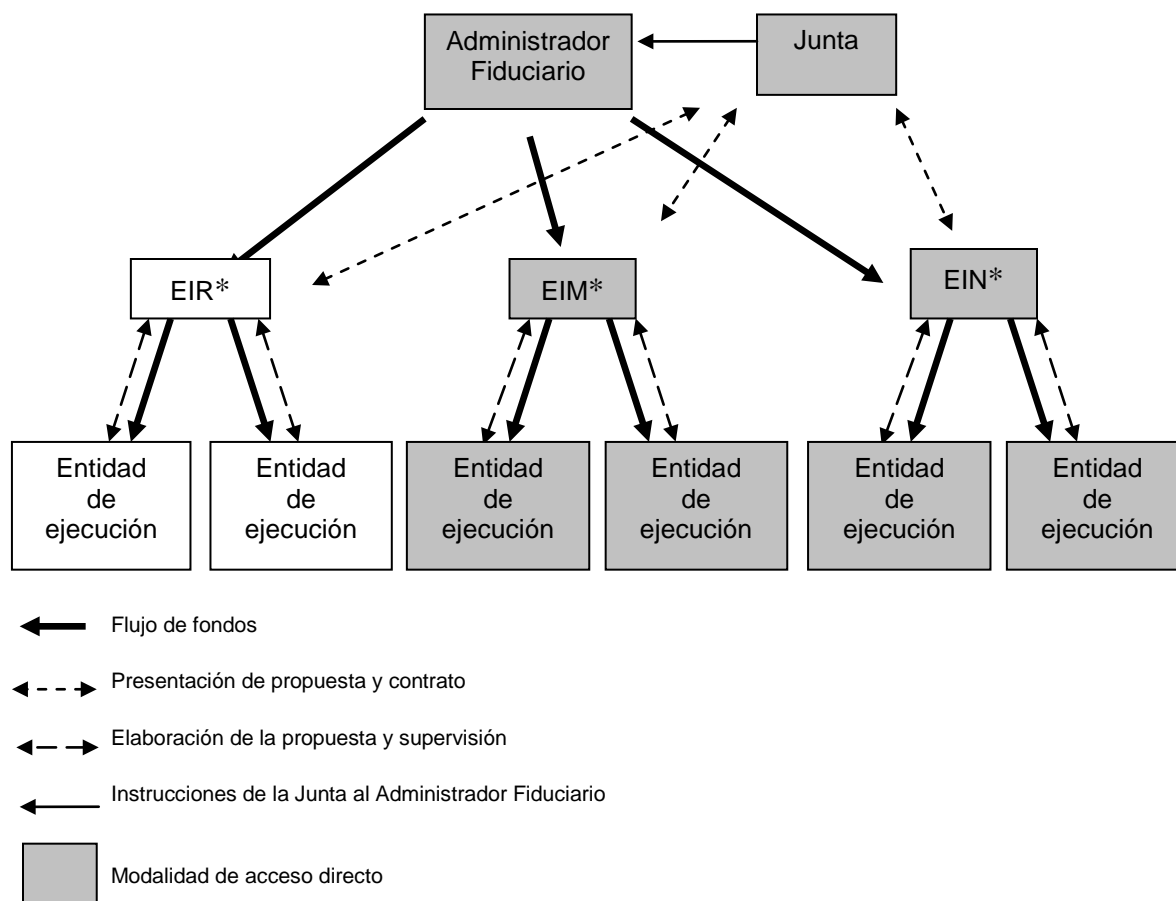 Administrador
Fiduciario
Junta
EIR*
EIM*
EIN*
Entidad
de
ejecución
Entidad
de
ejecución
Entidad
de
ejecución
Entidad
de
ejecución
Entidad
de
ejecución
Entidad
de
ejecución
Flujo de fondos
Presentación de propuesta y contrato
Elaboración de la propuesta y supervisión
Instrucciones de la Junta al Administrador Fiduciario
Modalidad de acceso directo